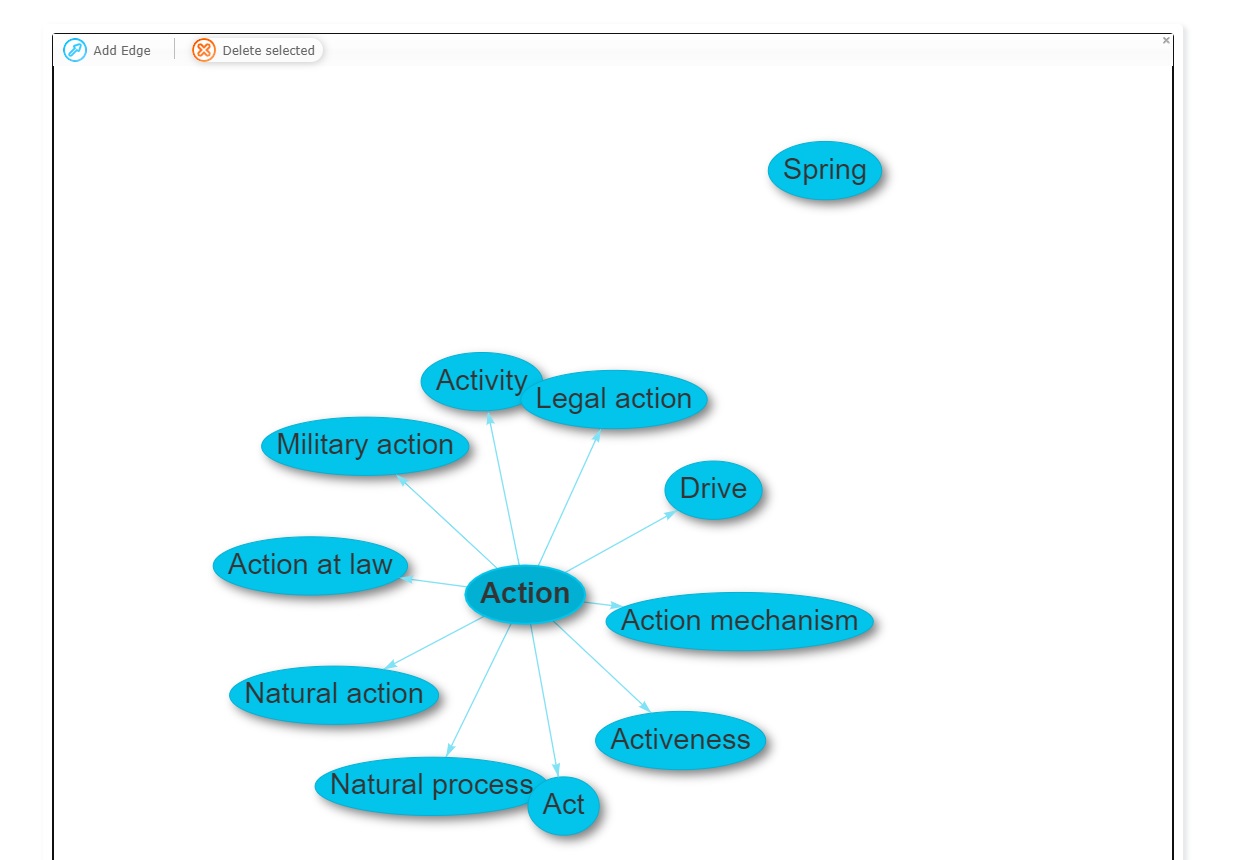 Add Edge
Delete selected
Spring
Activity
Legal action
Military action
Drive
Action at law
Action
Action mechanism
Natural action
Activeness
Natural process
Act